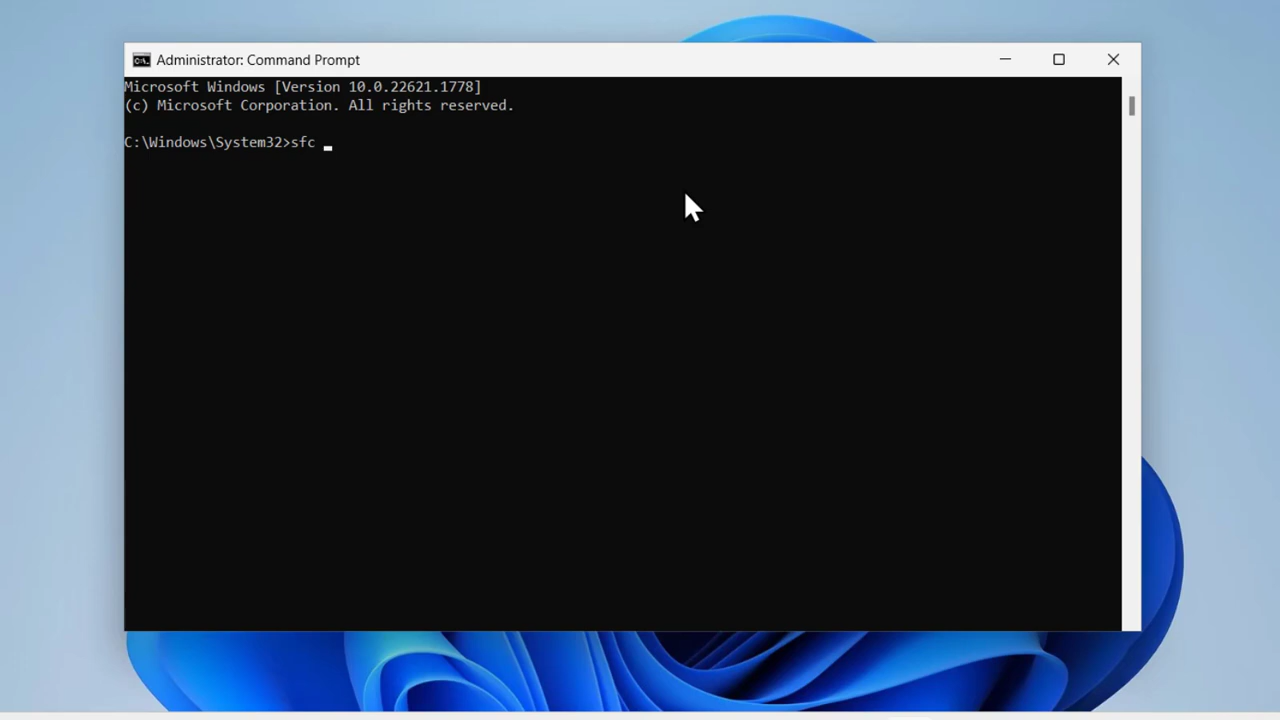 Administrator: Command Prompt
Microsoft Windows [Version 10.0.22621.1778]
(c) Microsoft Corporation. All rights reserved.
C:\Windows\System32>sfc